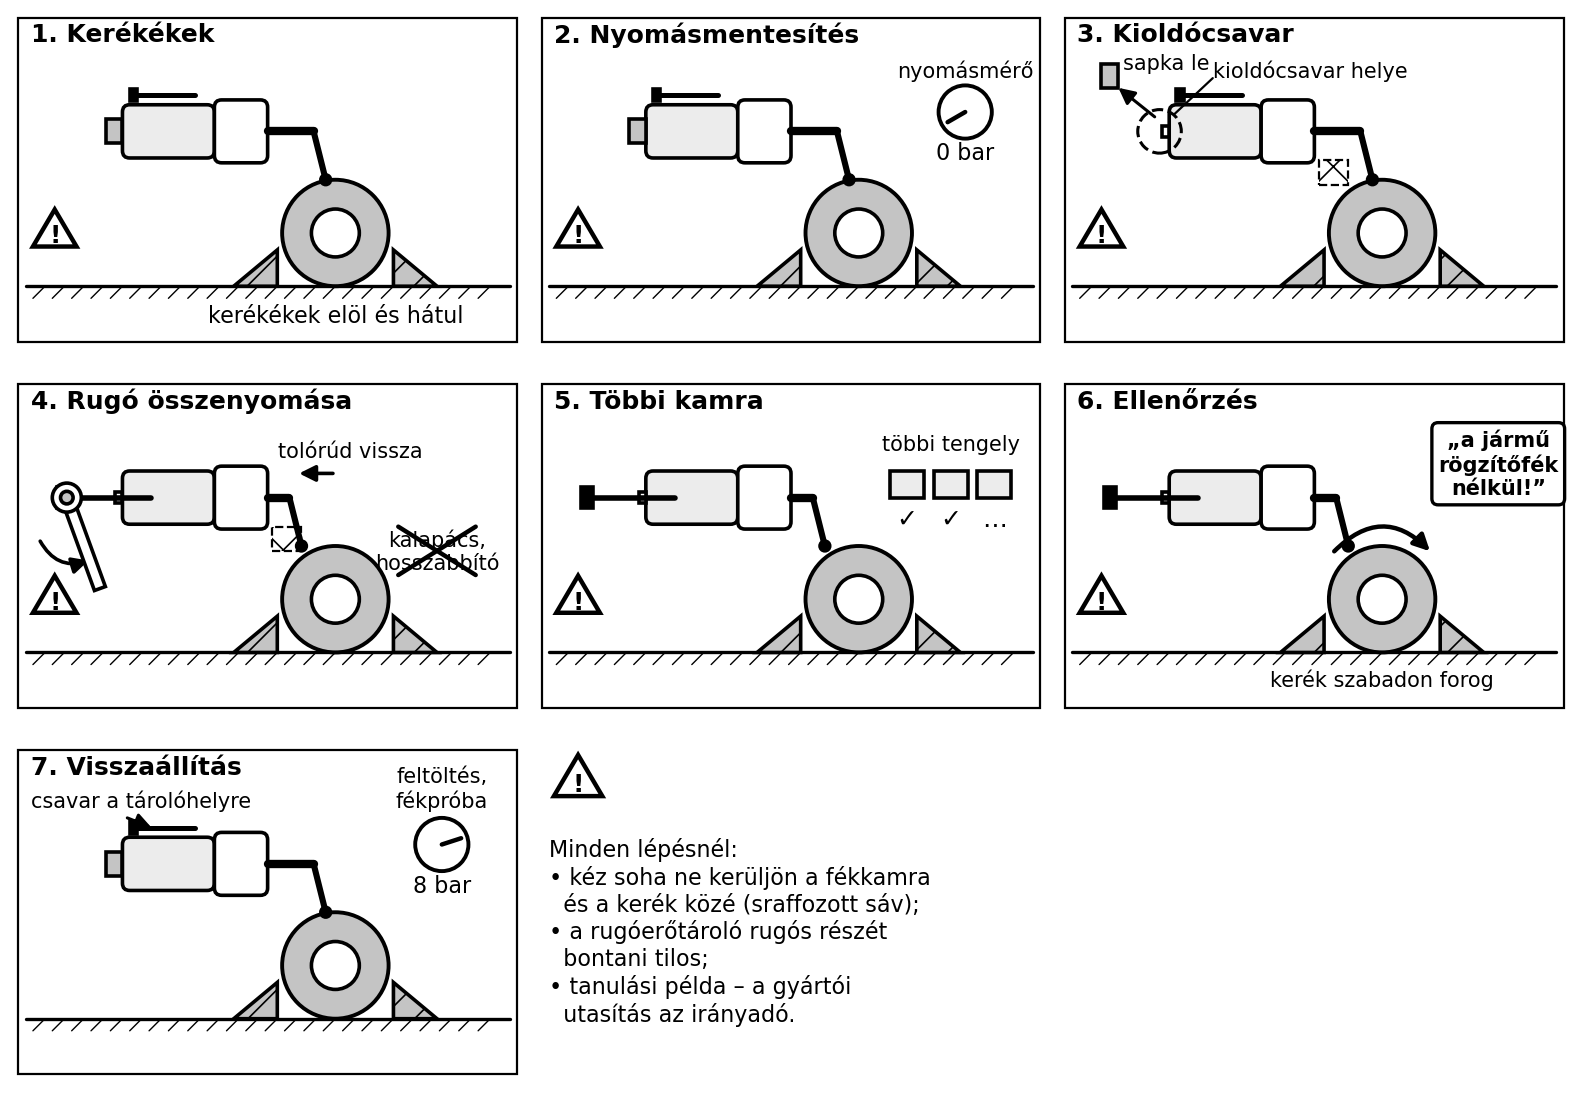 1. Kerékékek
!
kerékékek elöl és hátul
2. Nyomásmentesítés
nyomásmérő
0 bar
!
3. Kioldócsavar
sapka le
kioldócsavar helye
!
4. Rugó összenyomása
tolórúd vissza
kalapács,
hosszabbító
!
5. Többi kamra
többi tengely
✓ ✓ …
!
6. Ellenőrzés
„a jármű
rögzítőfék
nélkül!”
!
kerék szabadon forog
7. Visszaállítás
feltöltés,
fékpróba
csavar a tárolóhelyre
8 bar
!
Minden lépésnél:
• kéz soha ne kerüljön a fékkamra
és a kerék közé (sraffozott sáv);
• a rugóerőtároló rugós részét
bontani tilos;
• tanulási példa – a gyártói
utasítás az irányadó.